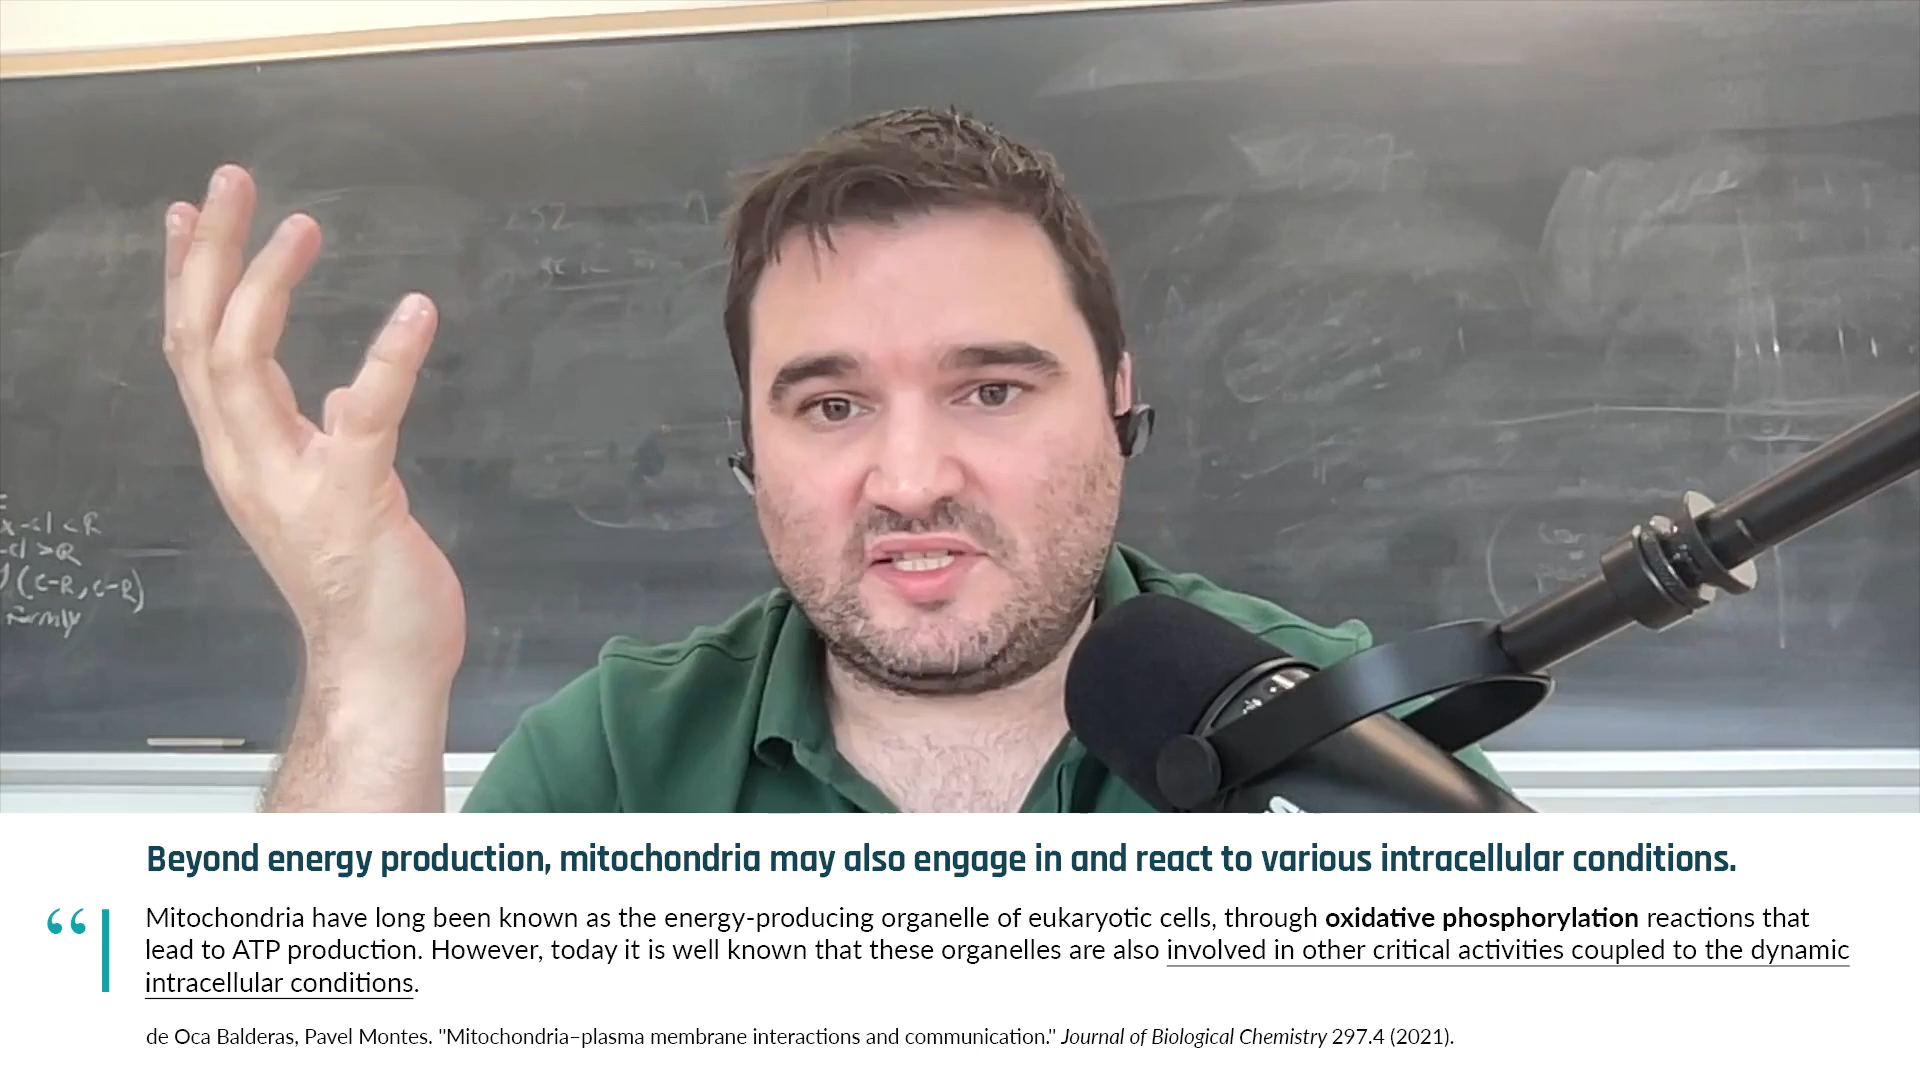 x-c| < R
-c| > R
(c-R, c-R)
Beyond energy production, mitochondria may also engage in and react to various intracellular conditions.
“ Mitochondria have long been known as the energy-producing organelle of eukaryotic cells, through oxidative phosphorylation reactions that
lead to ATP production. However, today it is well known that these organelles are also involved in other critical activities coupled to the dynamic
intracellular conditions.
de Oca Balderas, Pavel Montes. "Mitochondria–plasma membrane interactions and communication." Journal of Biological Chemistry 297.4 (2021).